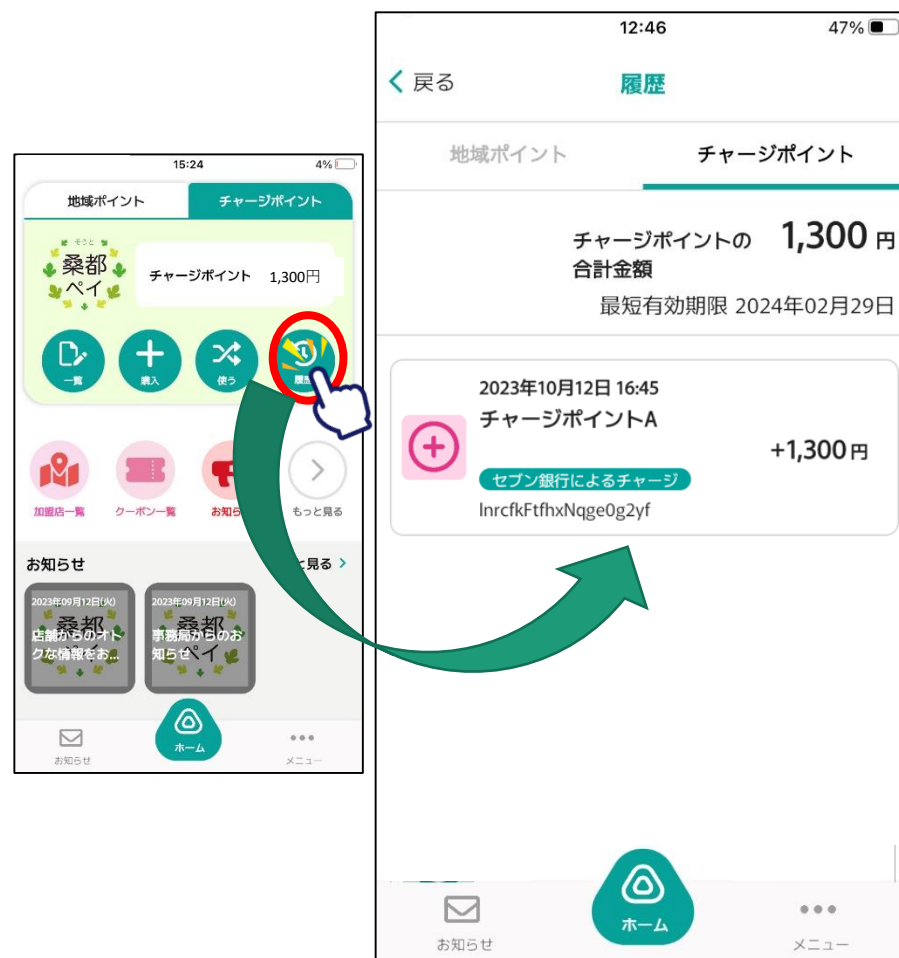 15:24
4%
地域ポイント
チャージポイント
そうと
桑都
ペイ
チャージポイント 1,300円
一覧
購入
使う
履歴
加盟店一覧
クーポン一覧
お知ら
もっと見る
お知らせ
と見る
2023年09月12日(火)
店舗からのオト
クな情報をお...
2023年09月12日(火)
事務局からのお
知らせ
お知らせ
ホーム
メニュー
12:46
47%
戻る
履歴
地域ポイント
チャージポイント
チャージポイントの
合計金額
1,300 円
最短有効期限 2024年02月29日
2023年10月12日 16:45
チャージポイントA
+1,300 円
セブン銀行によるチャージ
lnrcfkFtfhxNqge0g2yf
お知らせ
ホーム
メニュー